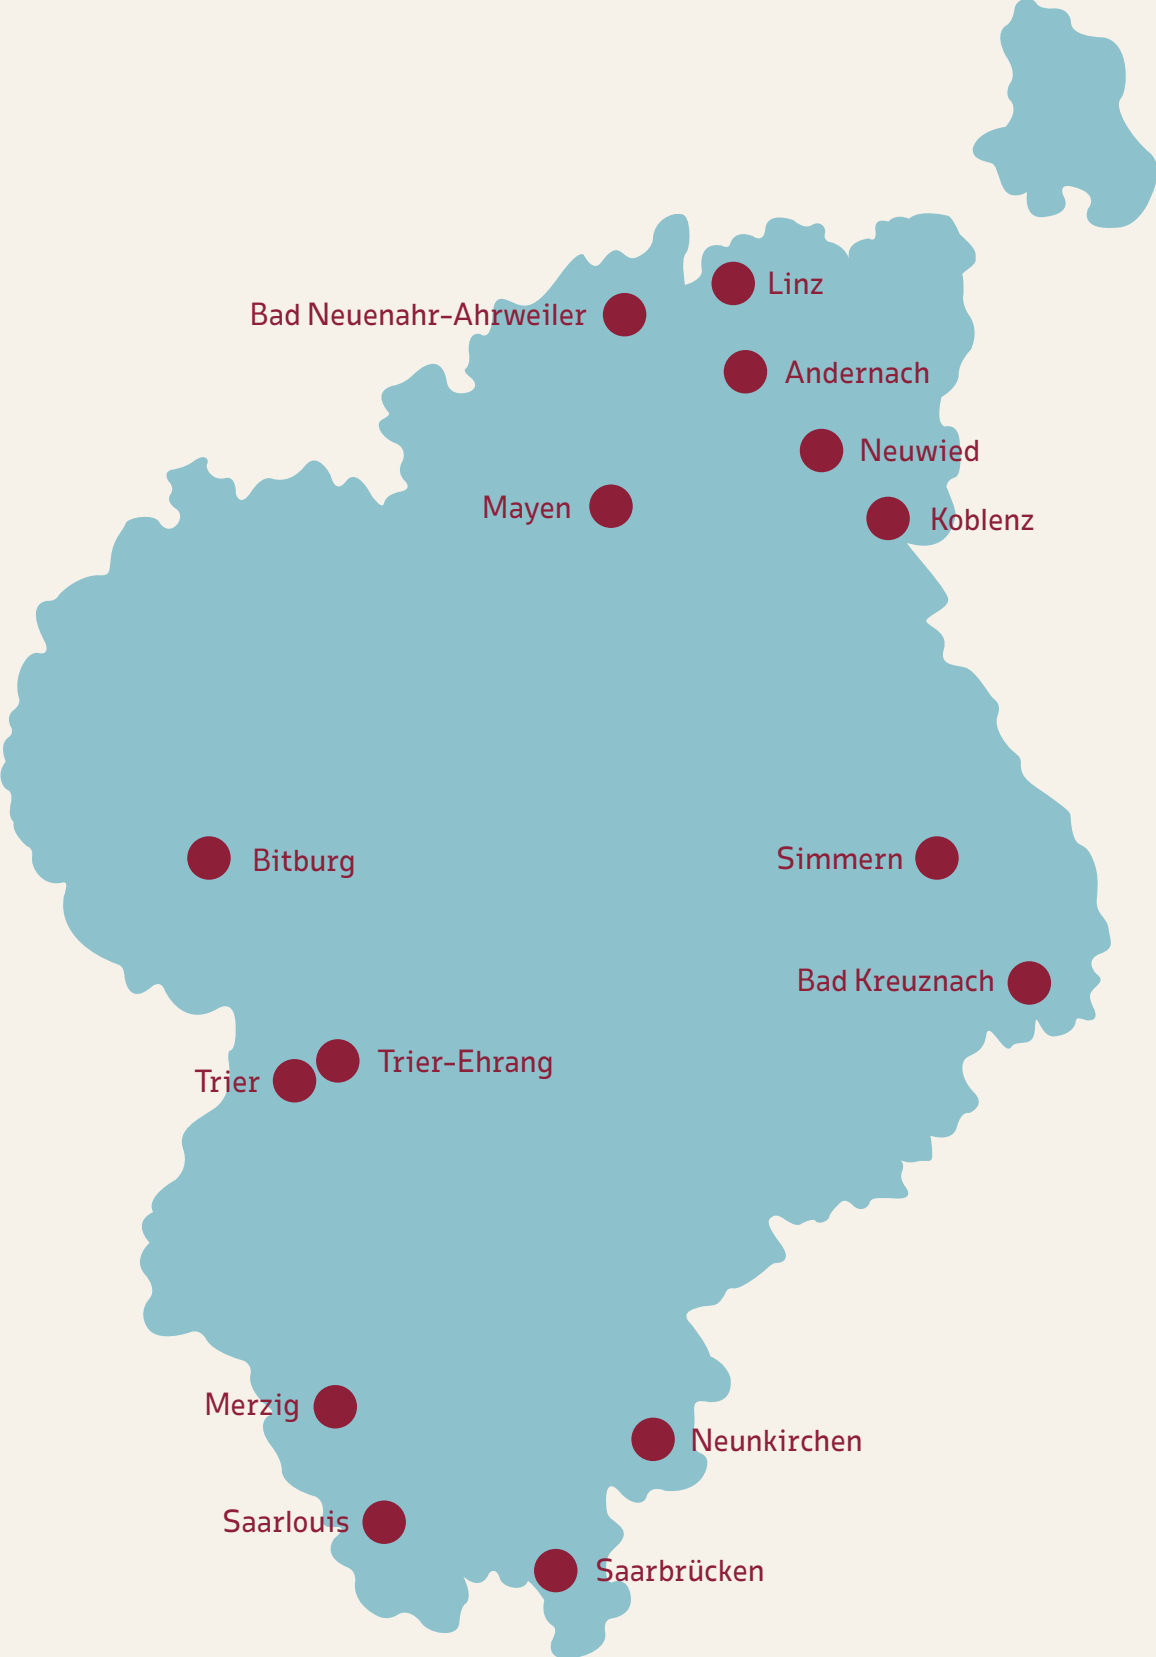 Linz
Bad Neuenahr-Ahrweiler
Andernach
Neuwied
Mayen
Koblenz
Bitburg
Simmern
Bad Kreuznach
Trier-Ehrang
Trier
Merzig
Neunkirchen
Saarlouis
Saarbrücken